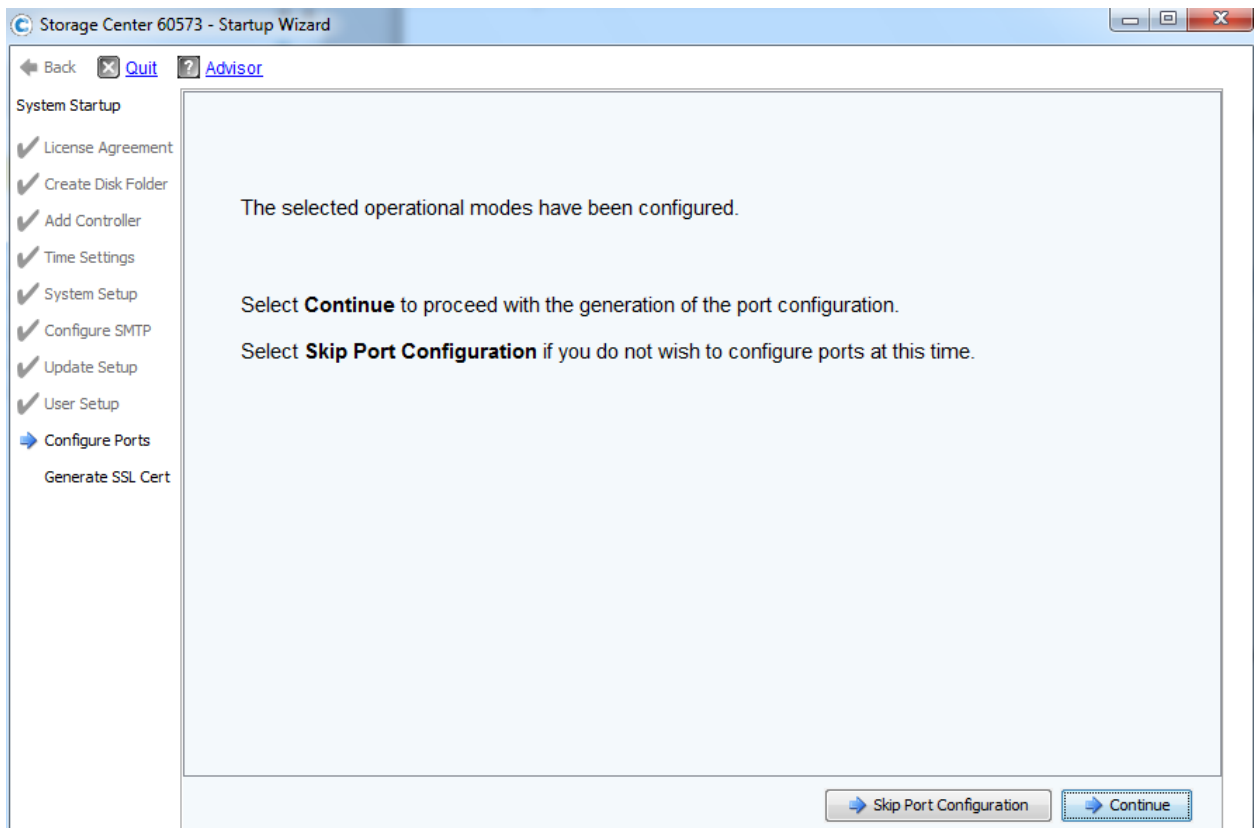 Storage Center 60573 - Startup Wizard
Back Quit Advisor
System Startup
License Agreement
Create Disk Folder
Add Controller
Time Settings
System Setup
Configure SMTP
Update Setup
User Setup
Configure Ports
Generate SSL Cert
The selected operational modes have been configured.
Select Continue to proceed with the generation of the port configuration.
Select Skip Port Configuration if you do not wish to configure ports at this time.
Skip Port Configuration Continue